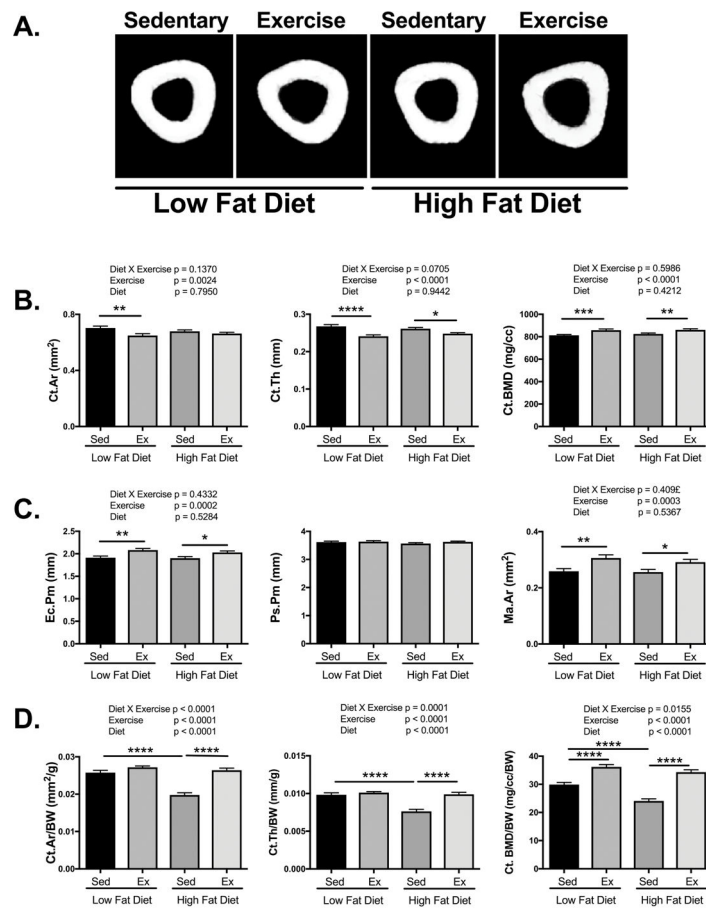 A.
Sedentary Exercise Sedentary Exercise
Low Fat Diet High Fat Diet
B.
Diet X Exercise p = 0.1370
Exercise p = 0.0024
Diet p = 0.7950
**
Ct.Ar (mm²)
0.8
0.4
0.0
Sed Ex Sed Ex
Low Fat Diet High Fat Diet
Diet X Exercise p = 0.0705
Exercise p < 0.0001
Diet p = 0.9442
**** *
Ct.Th (mm)
0.3
0.2
0.1
0.0
Sed Ex Sed Ex
Low Fat Diet High Fat Diet
Diet X Exercise p = 0.5986
Exercise p < 0.0001
Diet p = 0.4212
*** **
Ct.BMD (mg/cc)
1000
800
600
400
200
0
Sed Ex Sed Ex
Low Fat Diet High Fat Diet
C.
Diet X Exercise p = 0.4332
Exercise p = 0.0002
Diet p = 0.5284
** *
Ec.Pm (mm)
2.5
2.0
1.5
1.0
0.5
0.0
Sed Ex Sed Ex
Low Fat Diet High Fat Diet
Ps.Pm (mm)
4
3
2
1
0
Sed Ex Sed Ex
Low Fat Diet High Fat Diet
Diet X Exercise p = 0.409£
Exercise p = 0.0003
Diet p = 0.5367
** *
Ma.Ar (mm²)
0.4
0.2
0.0
Sed Ex Sed Ex
Low Fat Diet High Fat Diet
D.
Diet X Exercise p < 0.0001
Exercise p < 0.0001
Diet p < 0.0001
**** ****
Ct.Ar/BW (mm²/g)
0.03
0.02
0.01
0.00
Sed Ex Sed Ex
Low Fat Diet High Fat Diet
Diet X Exercise p = 0.0001
Exercise p < 0.0001
Diet p < 0.0001
**** ****
Ct.Th/BW (mm/g)
0.015
0.010
0.005
0.000
Sed Ex Sed Ex
Low Fat Diet High Fat Diet
Diet X Exercise p = 0.0155
Exercise p < 0.0001
Diet p < 0.0001
****
**** ****
Ct. BMD/BW (mg/cc/BW)
40
30
20
10
0
Sed Ex Sed Ex
Low Fat Diet High Fat Diet